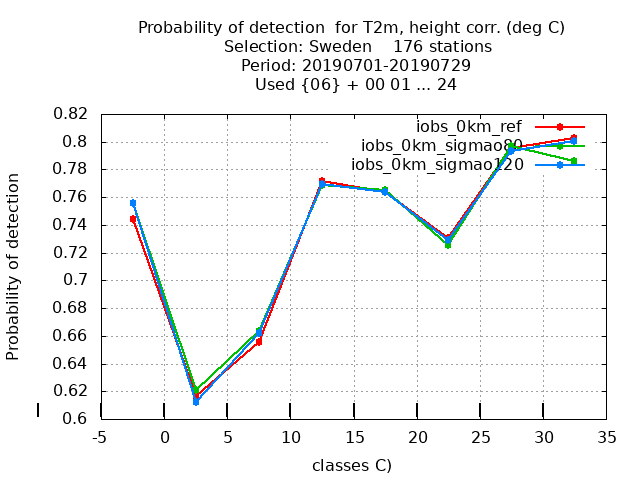 Probability of detection  for T2m, height corr. (deg C)
Selection: Sweden    176 stations
Period: 20190701-20190729
Used {06} + 00 01 ... 24
Probability of detection
0.82
0.8
0.78
0.76
0.74
0.72
0.7
0.68
0.66
0.64
0.62
0.6
iobs_0km_ref
iobs_0km_sigmao80
iobs_0km_sigmao120
-5 0 5 10 15 20 25 30 35
classes C)